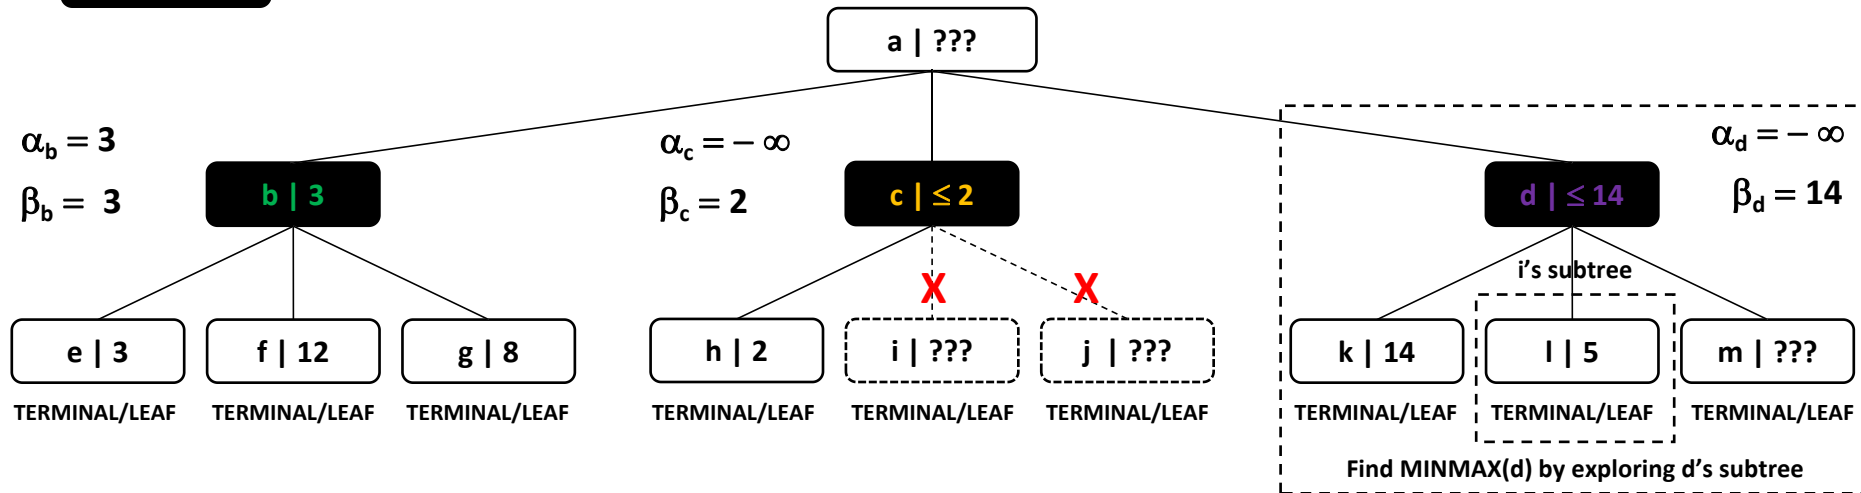 a | ???
αb = 3
βb = 3
αc = − ∞
βc = 2
αd = − ∞
βd = 14
b | 3
c | ≤ 2
d | ≤ 14
i's subtree
X
X
e | 3
f | 12
g | 8
h | 2
i | ???
j | ???
k | 14
l | 5
m | ???
TERMINAL/LEAF
TERMINAL/LEAF
TERMINAL/LEAF
TERMINAL/LEAF
TERMINAL/LEAF
TERMINAL/LEAF
TERMINAL/LEAF
TERMINAL/LEAF
TERMINAL/LEAF
Find MINMAX(d) by exploring d's subtree